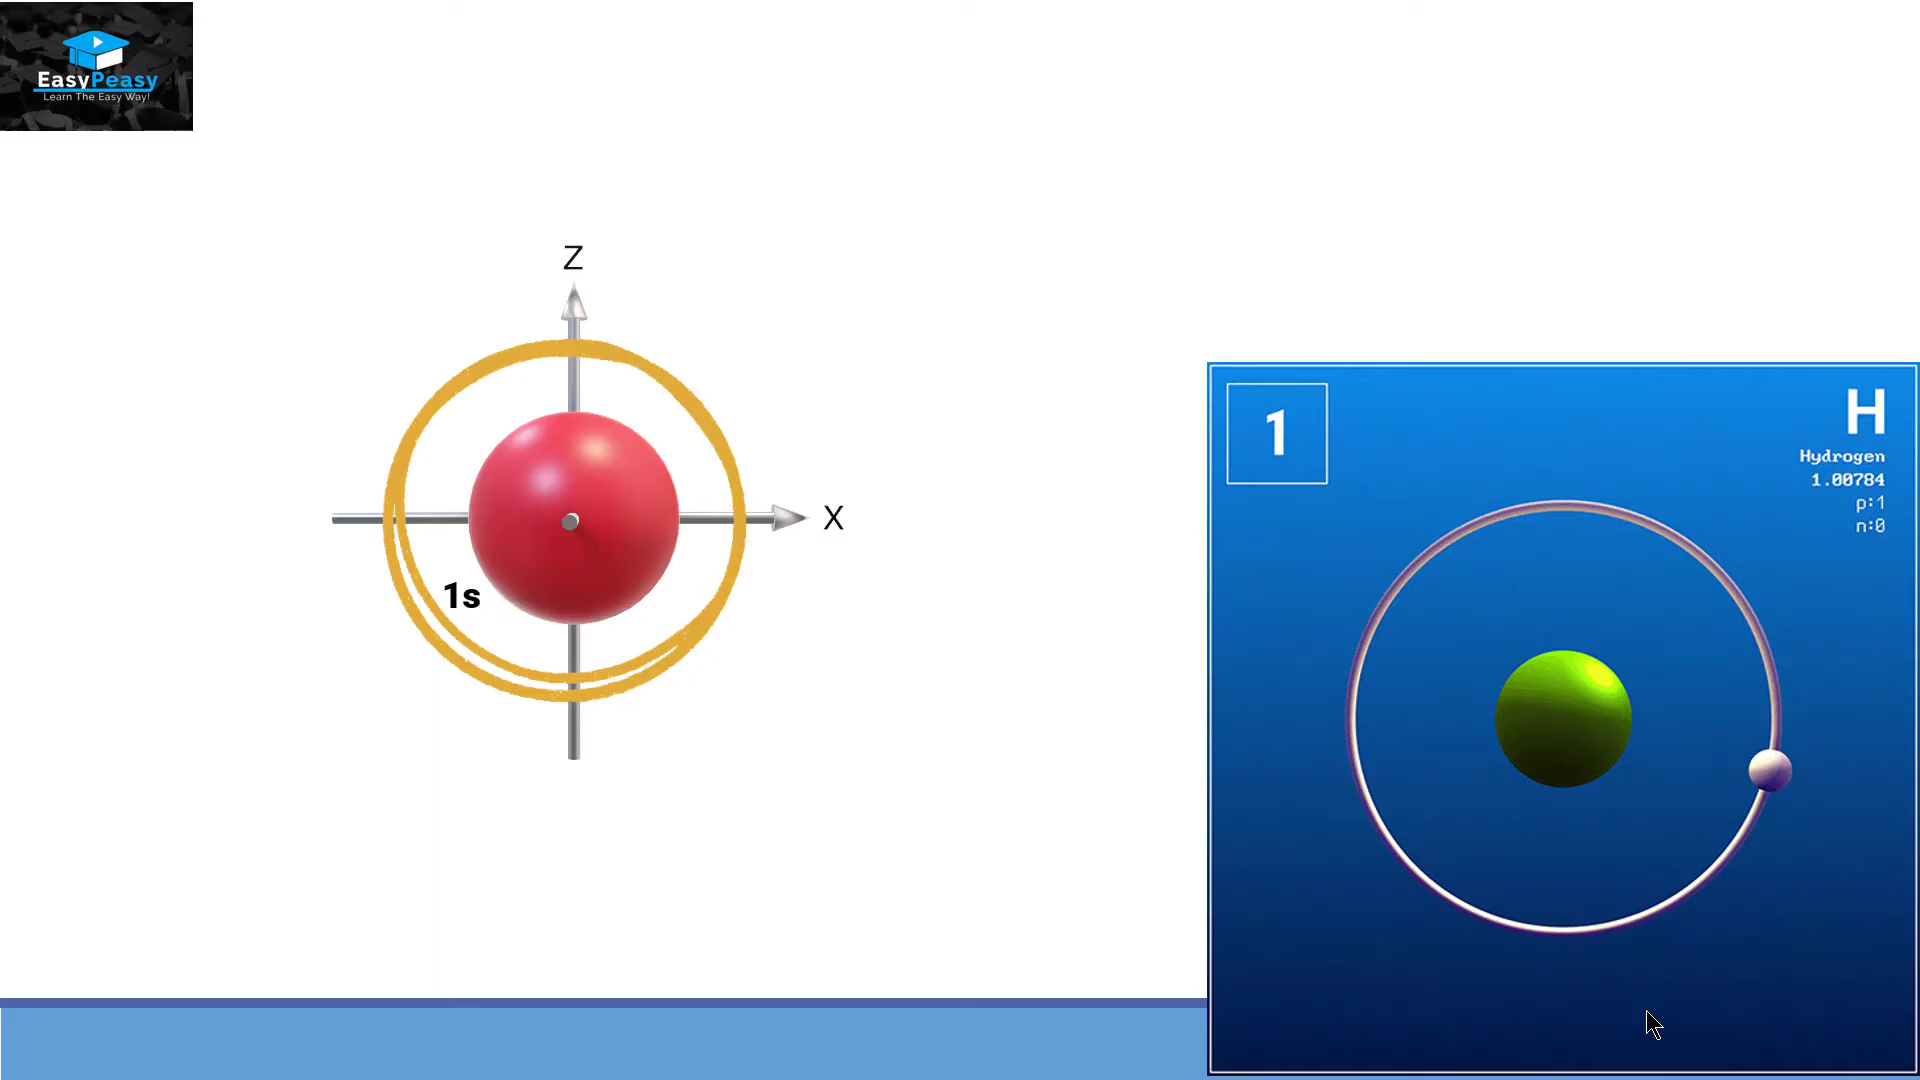 EasyPeasy
Learn The Easy Way!
Z
X
1s
1
H
Hydrogen
1.00784
p:1
n:0